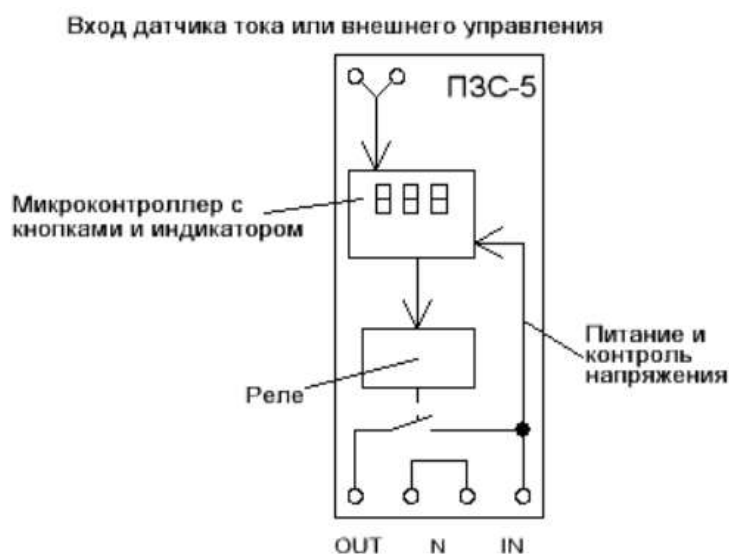 Вход датчика тока или внешнего управления
ПЗС-5
Микроконтроллер с
кнопками и индикатором
Питание и
контроль
напряжения
Реле
OUT N IN